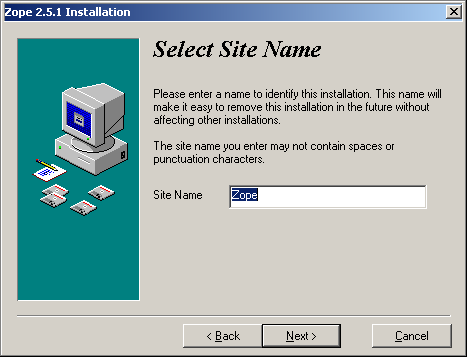 Zope 2.5.1 Installation
Select Site Name
Please enter a name to identify this installation. This name will
make it easy to remove this installation in the future without
affecting other installations.
The site name you enter may not contain spaces or
punctuation characters.
Site Name
Zope
< Back
Next >
Cancel